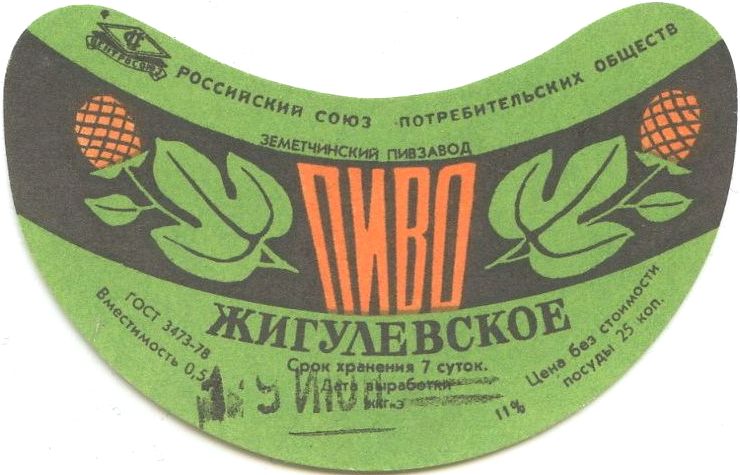 ЦЕНТРОСОЮЗ
РОССИЙСКИЙ СОЮЗ ПОТРЕБИТЕЛЬСКИХ ОБЩЕСТВ
ЗЕМЕТЧИНСКИЙ ПИВЗАВОД
ПИВО
ЖИГУЛЕВСКОЕ
ГОСТ 3473-78
Вместимость 0,5
Срок хранения 7 суток.
Дата выработки
Цена без стоимости
посуды 25 коп.
11%